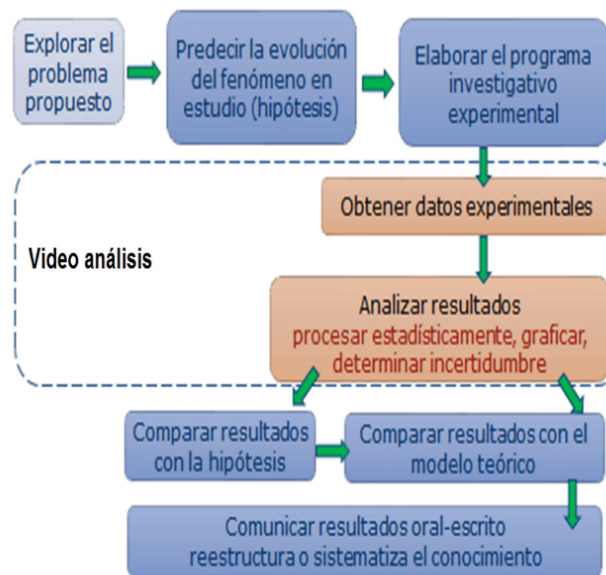 Explorar el
problema
propuesto
Predecir la evolución
del fenómeno en
estudio (hipótesis)
Elaborar el programa
investigativo
experimental
Obtener datos experimentales
Video análisis
Analizar resultados
procesar estadísticamente, graficar,
determinar incertidumbre
Comparar resultados
con la hipótesis
Comparar resultados con el
modelo teórico
Comunicar resultados oral-escrito
reestructura o sistematiza el conocimiento